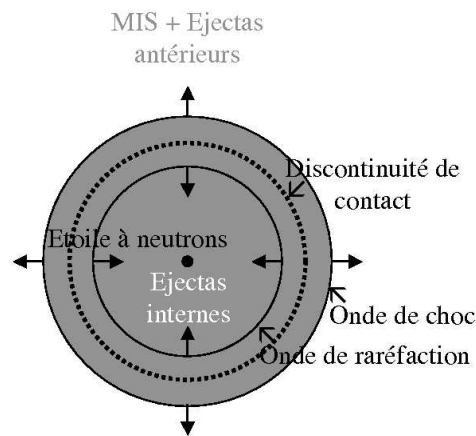 MIS + Ejectas
antérieurs
Discontinuité de
contact
Etoile à neutrons
Ejectas
internes
Onde de choc
Onde de raréfaction